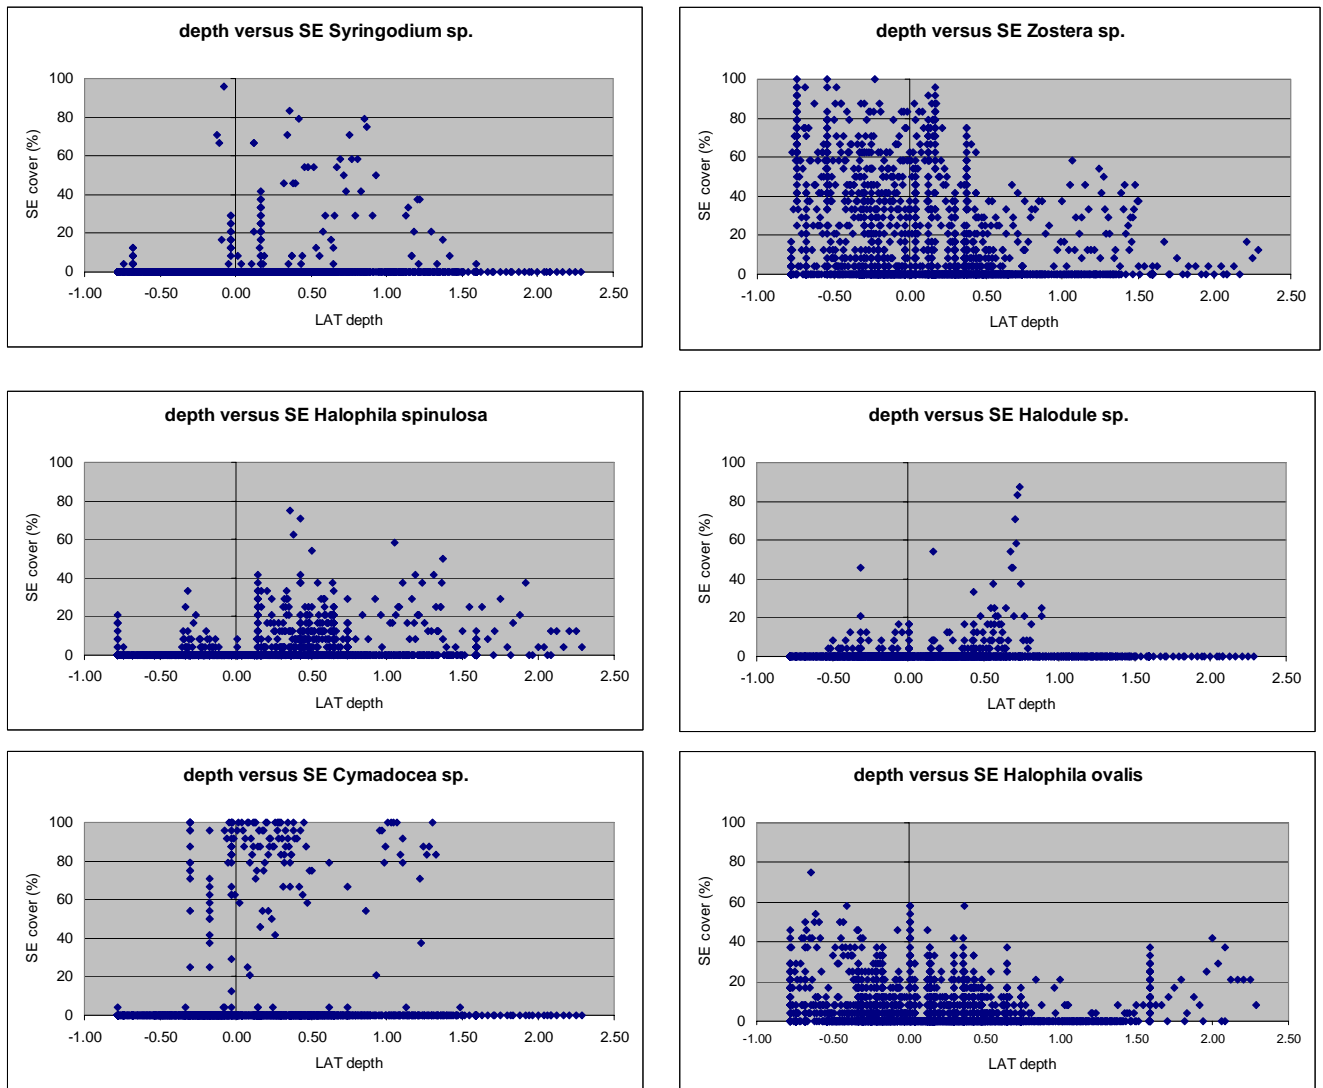 depth versus SE Syringodium sp.
SE cover (%)
100
80
60
40
20
0
-1.00 -0.50 0.00 0.50 1.00 1.50 2.00 2.50
LAT depth
depth versus SE Zostera sp.
SE cover (%)
100
80
60
40
20
0
-1.00 -0.50 0.00 0.50 1.00 1.50 2.00 2.50
LAT depth
depth versus SE Halophila spinulosa
SE cover (%)
100
80
60
40
20
0
-1.00 -0.50 0.00 0.50 1.00 1.50 2.00 2.50
LAT depth
depth versus SE Halodule sp.
SE cover (%)
100
80
60
40
20
0
-1.00 -0.50 0.00 0.50 1.00 1.50 2.00 2.50
LAT depth
depth versus SE Cymadocea sp.
SE cover (%)
100
80
60
40
20
0
-1.00 -0.50 0.00 0.50 1.00 1.50 2.00 2.50
LAT depth
depth versus SE Halophila ovalis
SE cover (%)
100
80
60
40
20
0
-1.00 -0.50 0.00 0.50 1.00 1.50 2.00 2.50
LAT depth